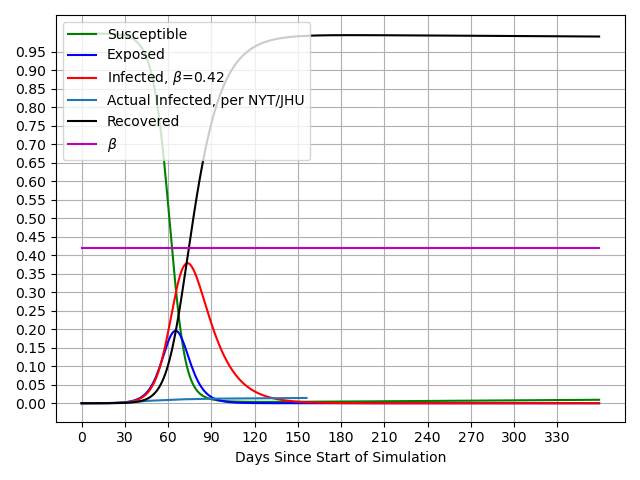 Susceptible
Exposed
Infected, β=0.42
Actual Infected, per NYT/JHU
Recovered
β
0.95
0.90
0.85
0.80
0.75
0.70
0.65
0.60
0.55
0.50
0.45
0.40
0.35
0.30
0.25
0.20
0.15
0.10
0.05
0.00
0 30 60 90 120 150 180 210 240 270 300 330
Days Since Start of Simulation